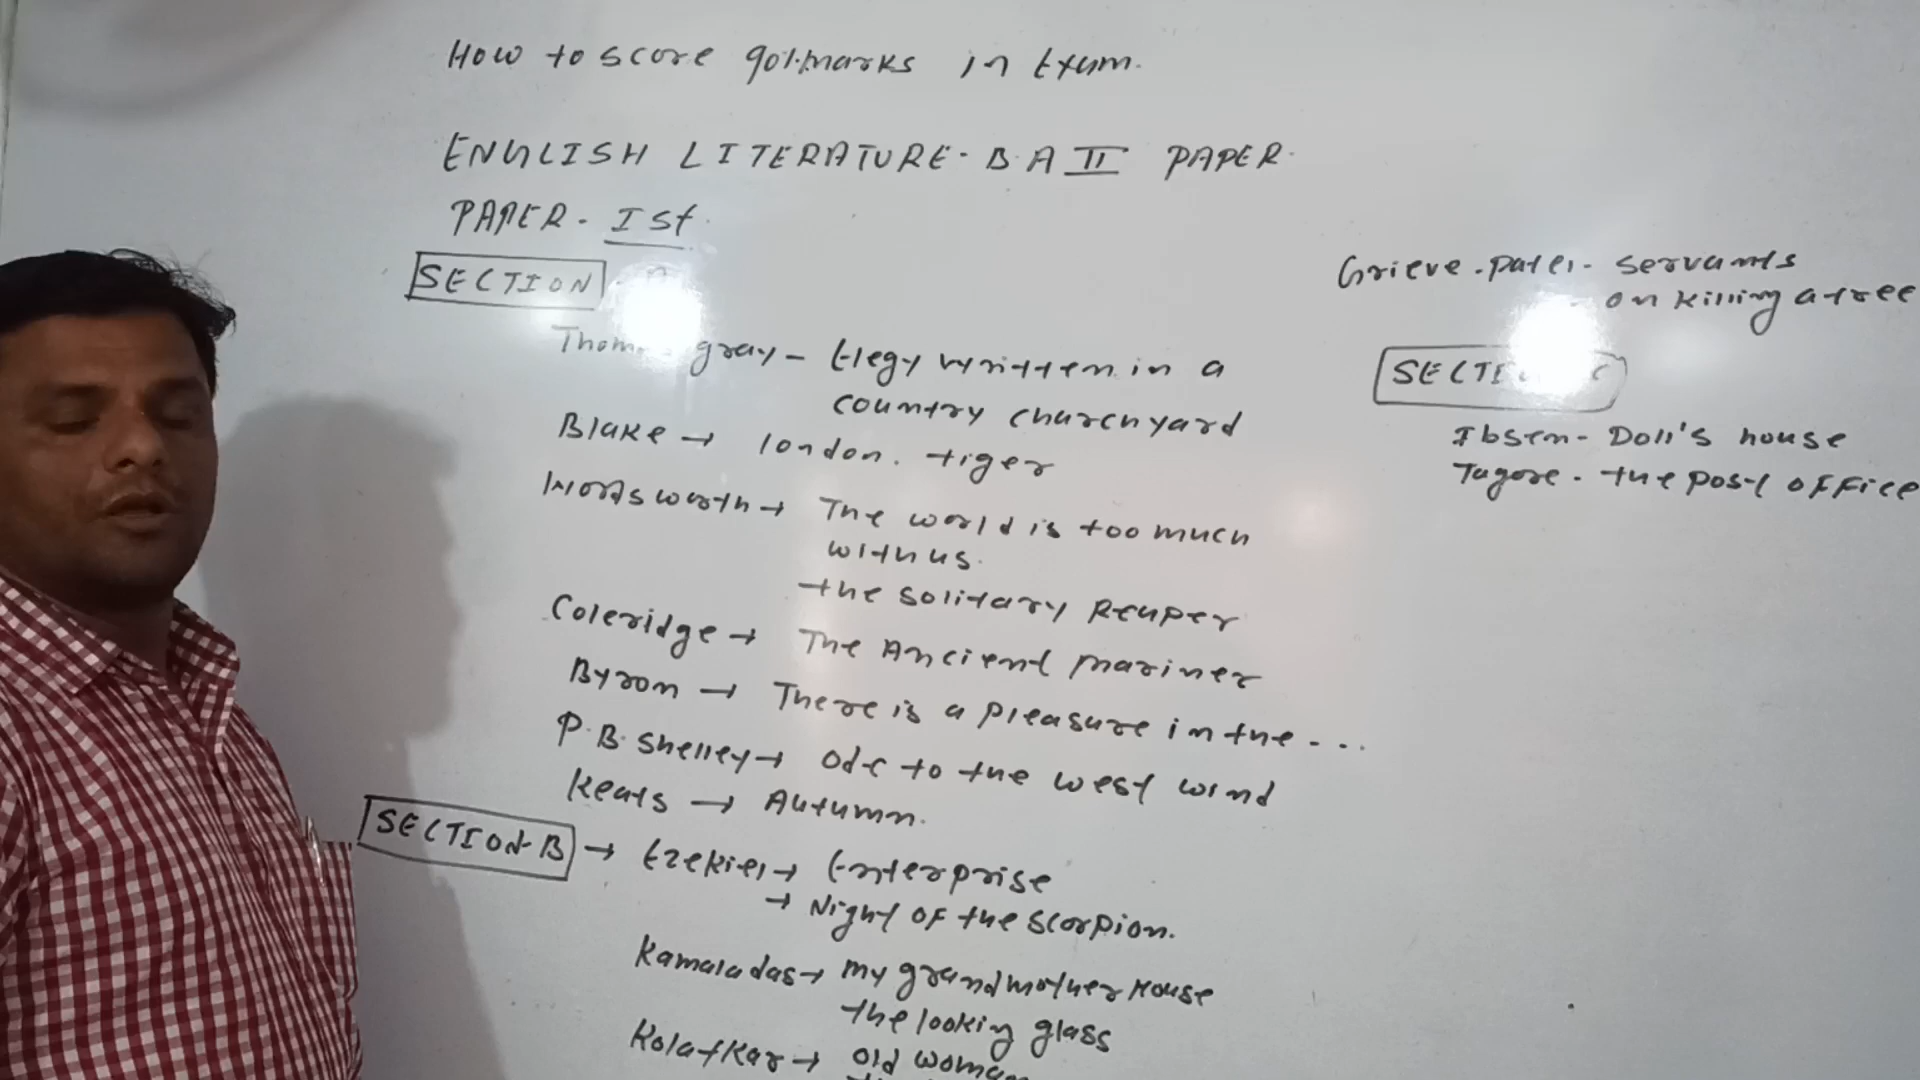 How to score 90% marks in Exam.
ENGLISH LITERATURE - B.A II PAPER.
PAPER - Ist.
SECTION
gray - Elegy written in a
country churchyard
Blake → london. tiger
Wordsworth → The world is too much
with us.
the solitary Reaper
Coleridge → The Ancient mariner
Byron → There is a pleasure in the ...
P.B. Shelley → Ode to the west wind
Keats → Autumn.
SECTION-B → Ezekiel → Enterprise
→ Night of the scorpion.
Kamaladas → my grandmother House
the looking glass
Kolatkar → old woman
Grieve. patel - servants
- on killing a tree
Ibsen - Doll's house
Tagore - the post office